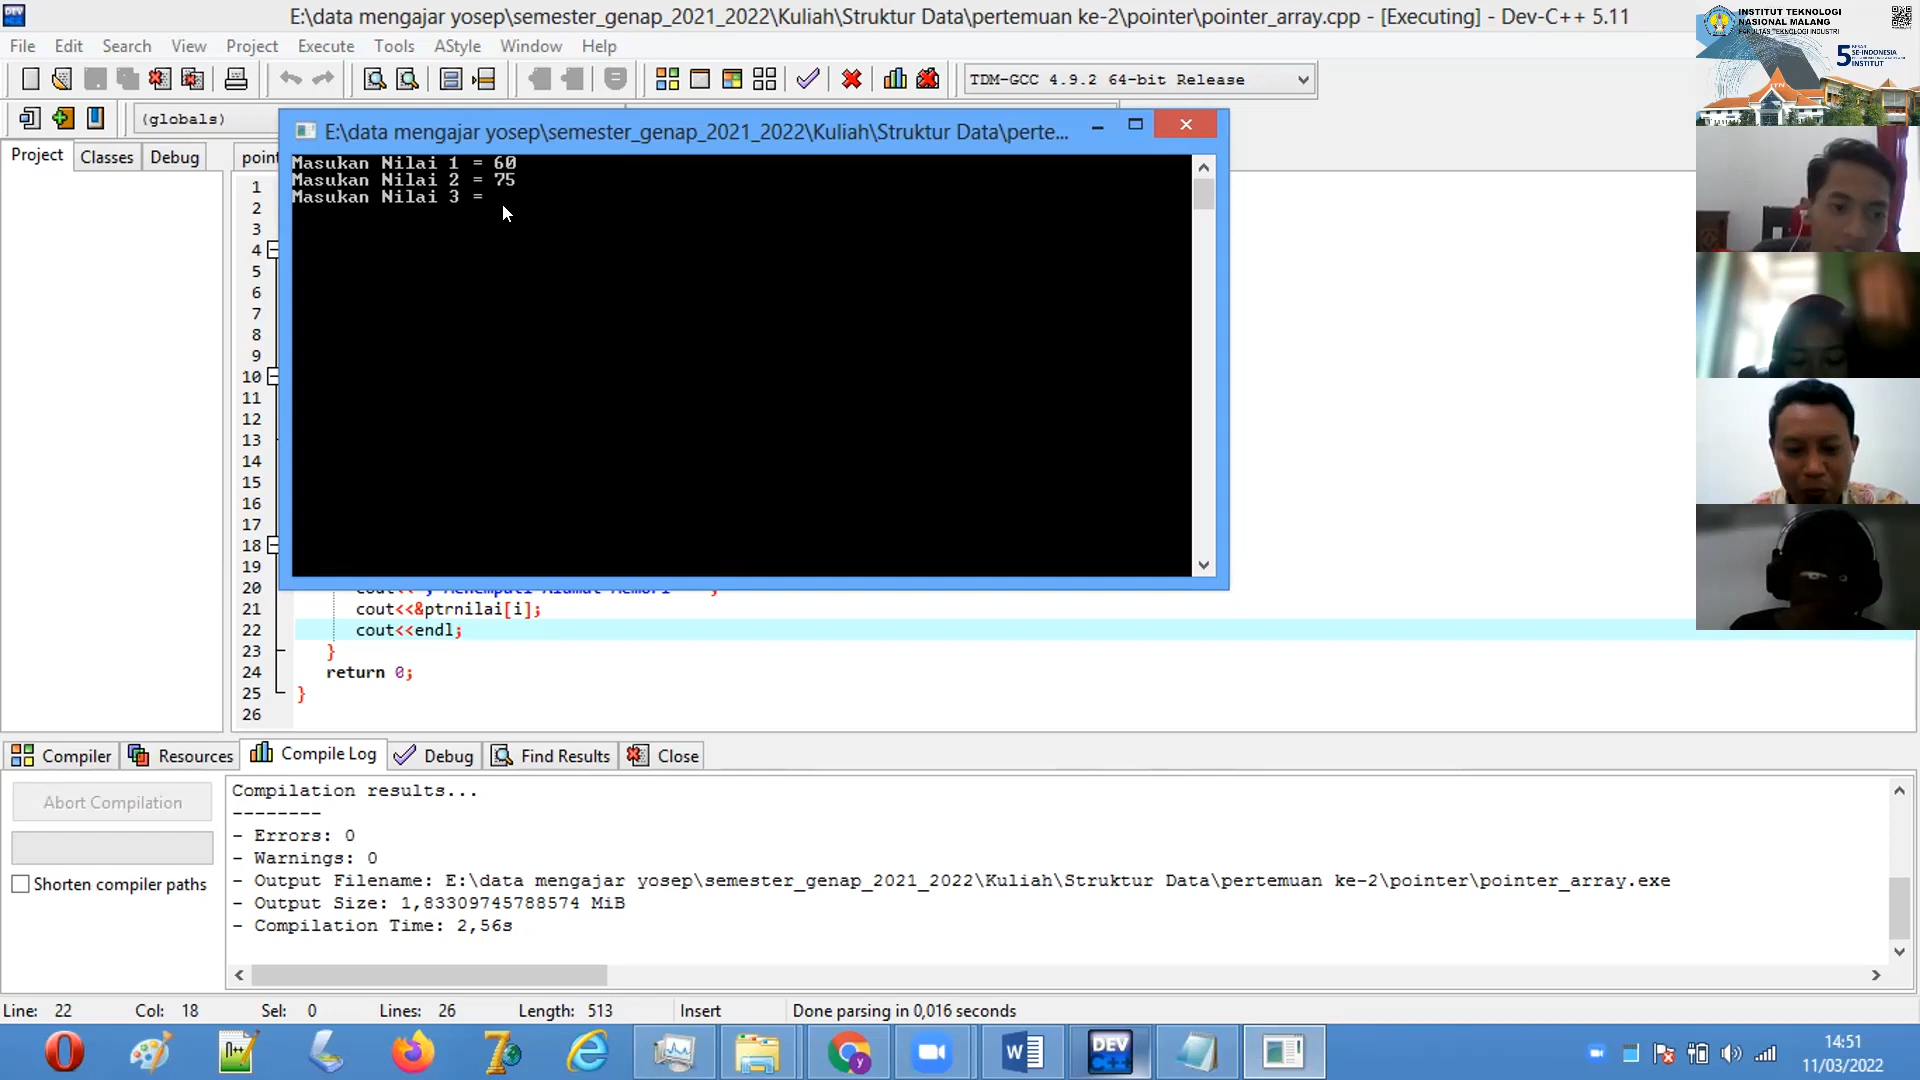 E:\data mengajar yosep\semester_genap_2021_2022\Kuliah\Struktur Data\pertemuan ke-2\pointer\pointer_array.cpp - [Executing] - Dev-C++ 5.11
File Edit Search View Project Execute Tools AStyle Window Help
TDM-GCC 4.9.2 64-bit Release
(globals)
Project Classes Debug
E:\data mengajar yosep\semester_genap_2021_2022\Kuliah\Struktur Data\perte...
Masukan Nilai 1 = 60
Masukan Nilai 2 = 75
Masukan Nilai 3 =
1
2
3
4
5
6
7
8
9
10
11
12
13
14
15
16
17
18
19
20
21 cout<<&ptrnilai[i];
22 cout<<endl;
23 }
24 return 0;
25 }
26
Compiler Resources Compile Log Debug Find Results Close
Abort Compilation
Shorten compiler paths
Compilation results...
--------
- Errors: 0
- Warnings: 0
- Output Filename: E:\data mengajar yosep\semester_genap_2021_2022\Kuliah\Struktur Data\pertemuan ke-2\pointer\pointer_array.exe
- Output Size: 1,83309745788574 MiB
- Compilation Time: 2,56s
Line: 22 Col: 18 Sel: 0 Lines: 26 Length: 513 Insert Done parsing in 0,016 seconds
14:51
11/03/2022
INSTITUT TEKNOLOGI
NASIONAL MALANG
FAKULTAS TEKNOLOGI INDUSTRI
5
SE-INDONESIA
INSTITUT